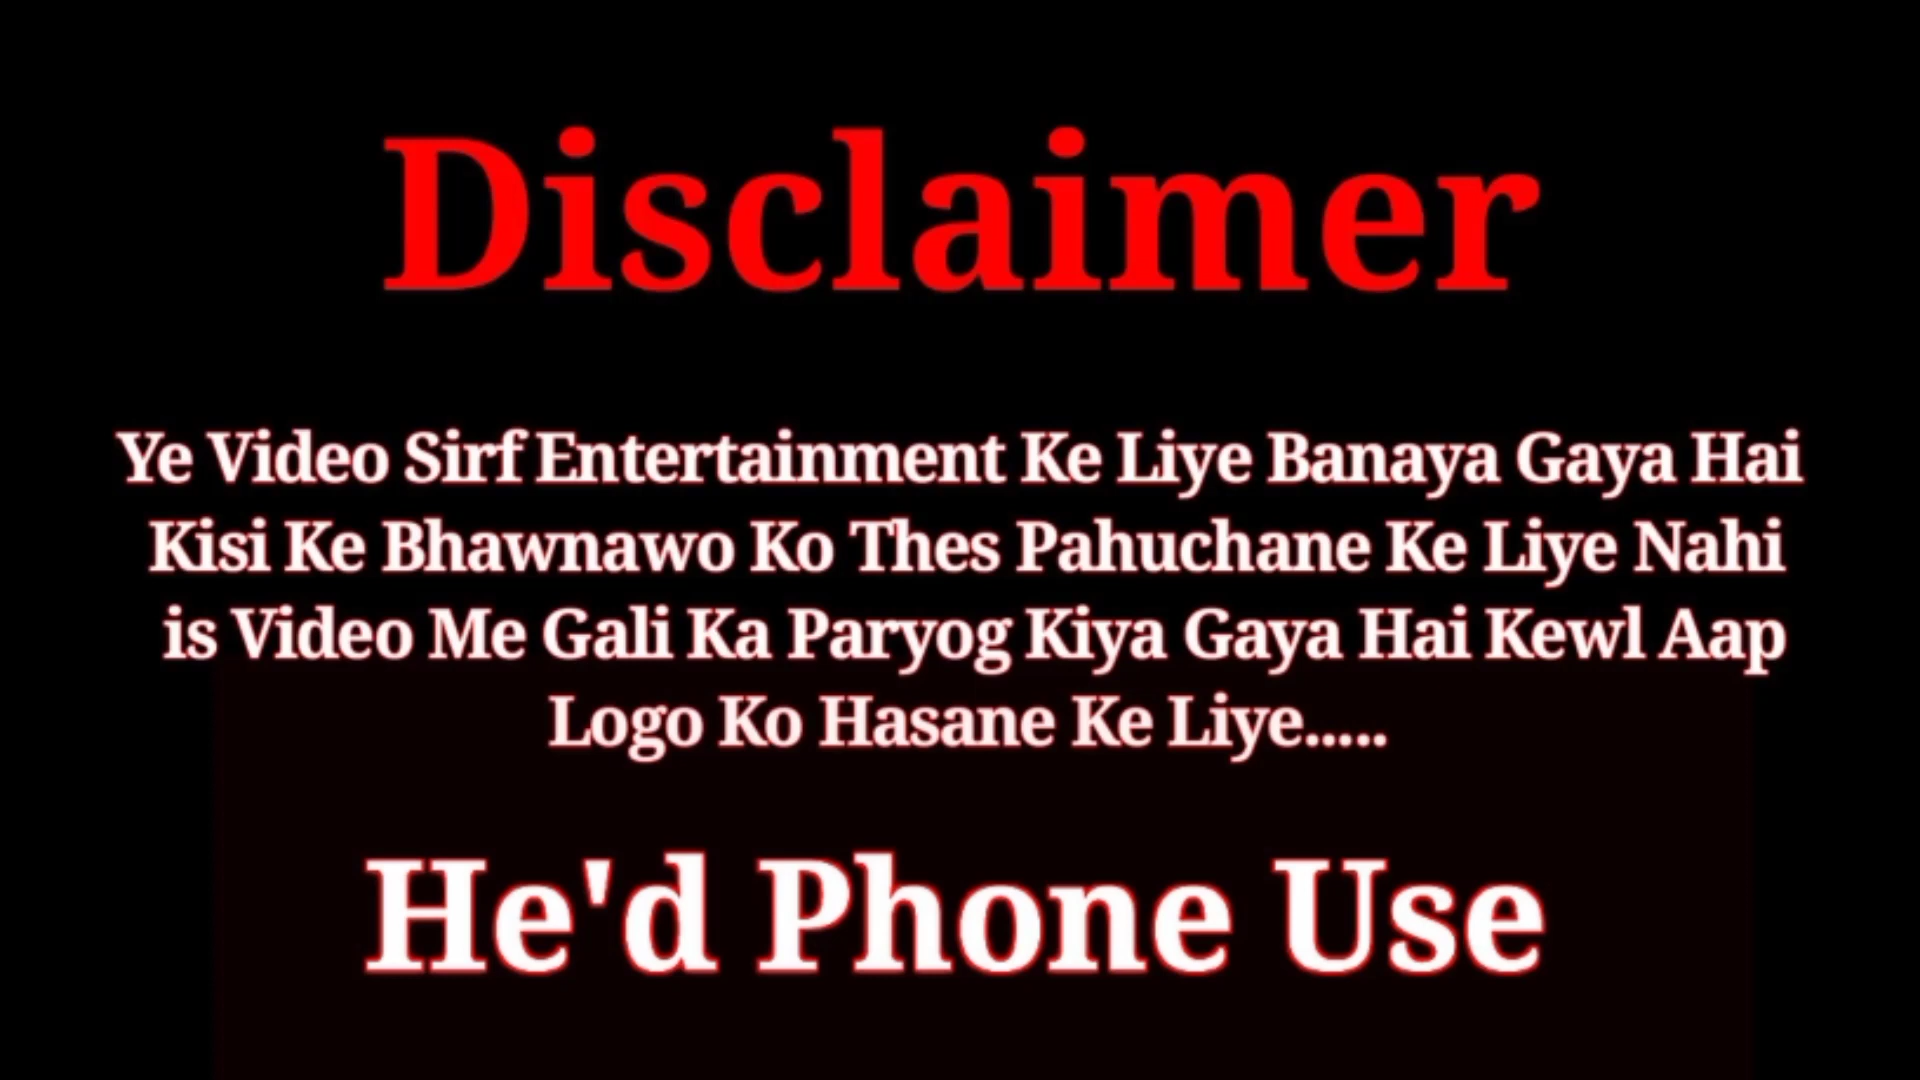 Disclaimer
Ye Video Sirf Entertainment Ke Liye Banaya Gaya Hai
Kisi Ke Bhawnawo Ko Thes Pahuchane Ke Liye Nahi
is Video Me Gali Ka Paryog Kiya Gaya Hai Kewl Aap
Logo Ko Hasane Ke Liye.....
He'd Phone Use